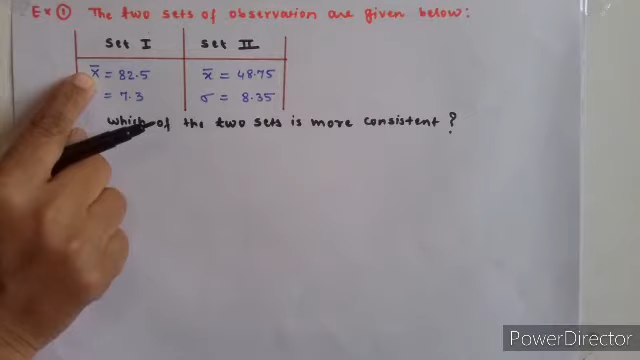 Ex ① The two sets of observation are given below:
Set I Set II
x̄ = 82.5 x̄ = 48.75
= 7.3 σ = 8.35
which of the two sets is more consistent ?
PowerDirector